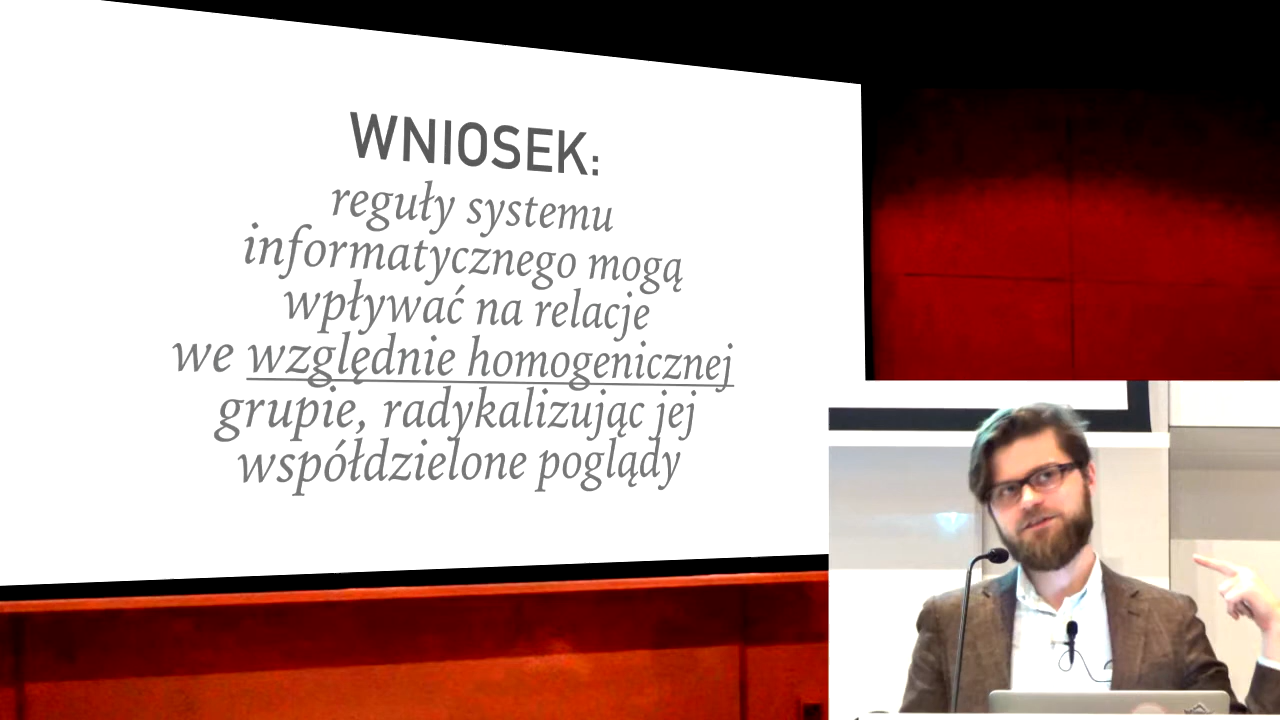 WNIOSEK:
reguły systemu
informatycznego mogą
wpływać na relacje
we względnie homogenicznej
grupie, radykalizując jej
współdzielone poglądy